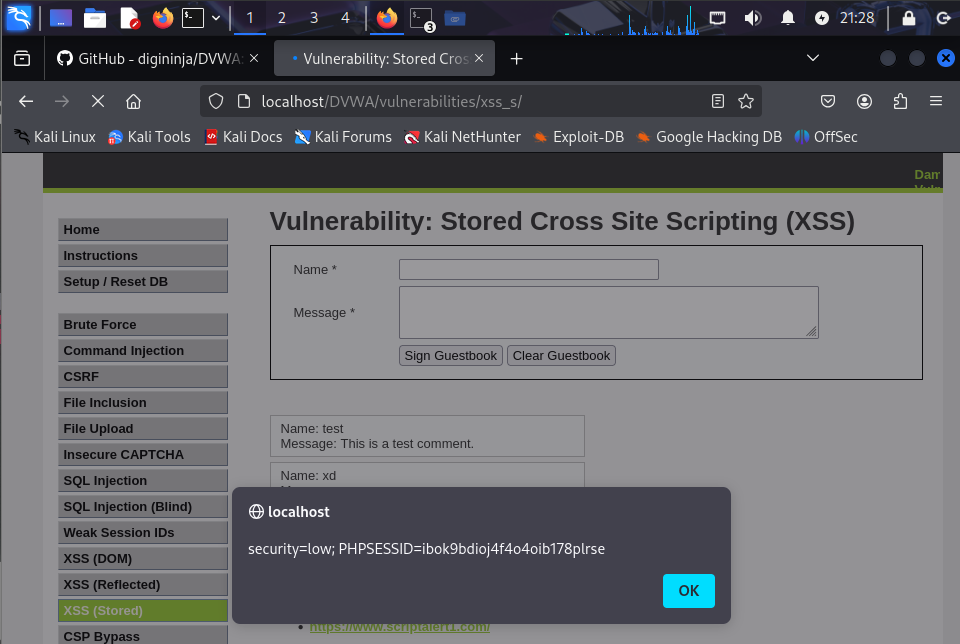 1 2 3 4
3
21:28
GitHub - digininja/DVWA:
Vulnerability: Stored Cros
localhost/DVWA/vulnerabilities/xss_s/
Kali Linux Kali Tools Kali Docs Kali Forums Kali NetHunter Exploit-DB Google Hacking DB OffSec
Dam
Vulnerability: Stored Cross Site Scripting (XSS)
Home
Instructions
Setup / Reset DB
Brute Force
Command Injection
CSRF
File Inclusion
File Upload
Insecure CAPTCHA
SQL Injection
SQL Injection (Blind)
Weak Session IDs
XSS (DOM)
XSS (Reflected)
XSS (Stored)
CSP Bypass
Name *
Message *
Sign Guestbook Clear Guestbook
Name: test
Message: This is a test comment.
Name: xd
localhost
security=low; PHPSESSID=ibok9bdioj4f4o4oib178plrse
OK
https://www.scriptalert1.com/